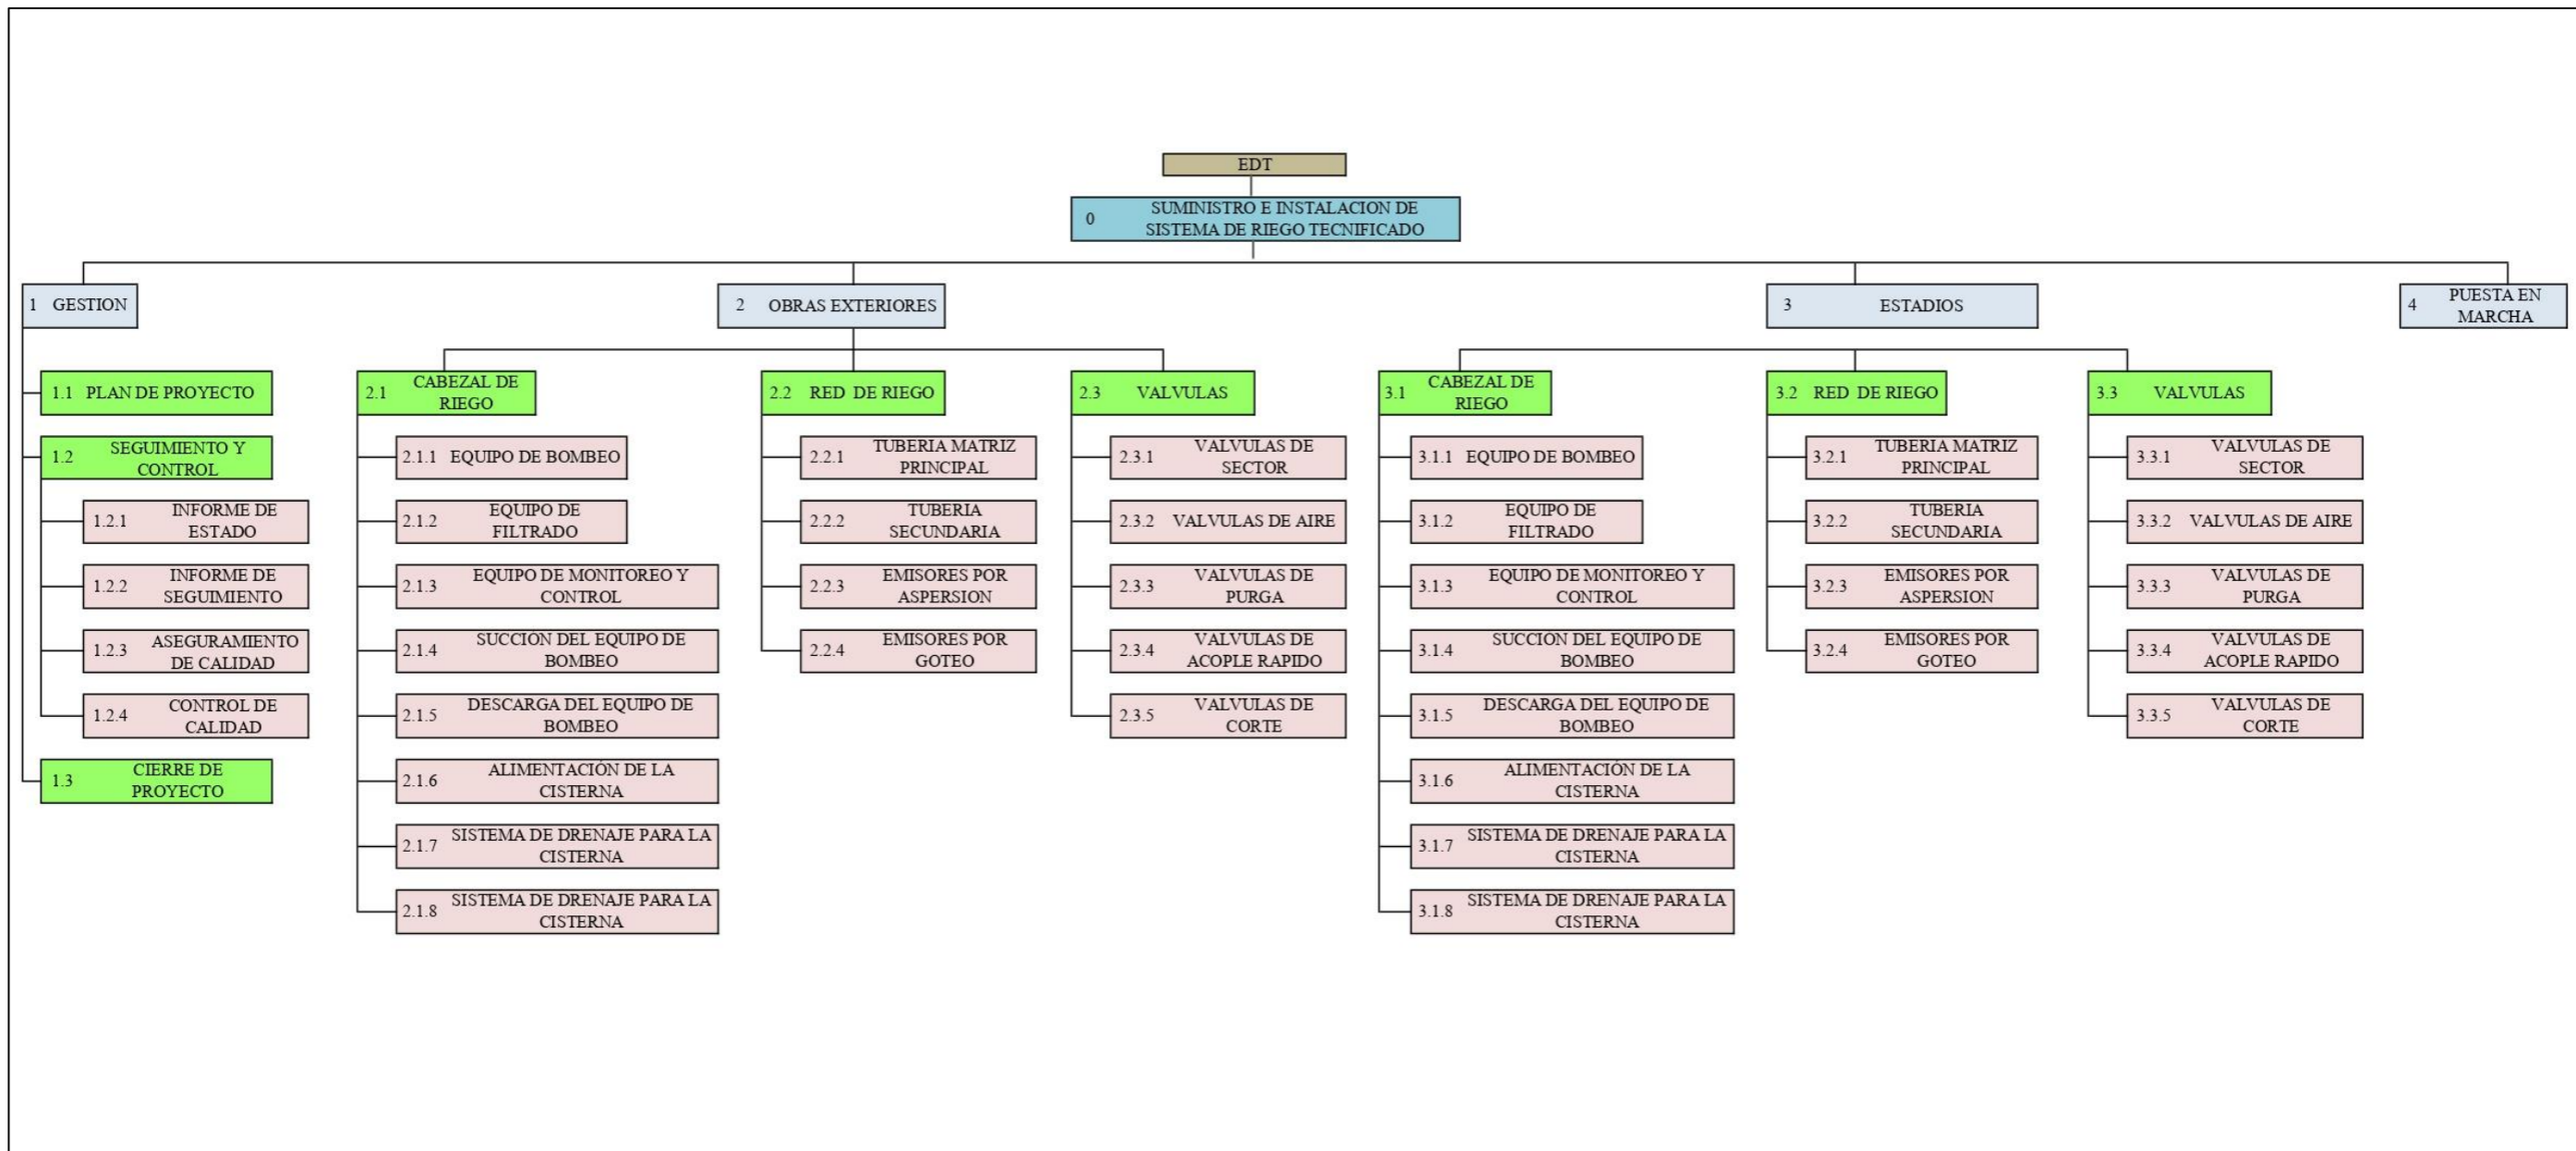 EDT
0 SUMINISTRO E INSTALACION DE
SISTEMA DE RIEGO TECNIFICADO
1 GESTION
2 OBRAS EXTERIORES
3 ESTADIOS
4 PUESTA EN
MARCHA
1.1 PLAN DE PROYECTO
1.2 SEGUIMIENTO Y
CONTROL
1.2.1 INFORME DE
ESTADO
1.2.2 INFORME DE
SEGUIMIENTO
1.2.3 ASEGURAMIENTO
DE CALIDAD
1.2.4 CONTROL DE
CALIDAD
1.3 CIERRE DE
PROYECTO
2.1 CABEZAL DE
RIEGO
2.1.1 EQUIPO DE BOMBEO
2.1.2 EQUIPO DE
FILTRADO
2.1.3 EQUIPO DE MONITOREO Y
CONTROL
2.1.4 SUCCIÓN DEL EQUIPO DE
BOMBEO
2.1.5 DESCARGA DEL EQUIPO DE
BOMBEO
2.1.6 ALIMENTACIÓN DE LA
CISTERNA
2.1.7 SISTEMA DE DRENAJE PARA LA
CISTERNA
2.1.8 SISTEMA DE DRENAJE PARA LA
CISTERNA
2.2 RED DE RIEGO
2.2.1 TUBERIA MATRIZ
PRINCIPAL
2.2.2 TUBERIA
SECUNDARIA
2.2.3 EMISORES POR
ASPERSION
2.2.4 EMISORES POR
GOTEO
2.3 VALVULAS
2.3.1 VALVULAS DE
SECTOR
2.3.2 VALVULAS DE AIRE
2.3.3 VALVULAS DE
PURGA
2.3.4 VALVULAS DE
ACOPLE RAPIDO
2.3.5 VALVULAS DE
CORTE
3.1 CABEZAL DE
RIEGO
3.1.1 EQUIPO DE BOMBEO
3.1.2 EQUIPO DE
FILTRADO
3.1.3 EQUIPO DE MONITOREO Y
CONTROL
3.1.4 SUCCIÓN DEL EQUIPO DE
BOMBEO
3.1.5 DESCARGA DEL EQUIPO DE
BOMBEO
3.1.6 ALIMENTACIÓN DE LA
CISTERNA
3.1.7 SISTEMA DE DRENAJE PARA LA
CISTERNA
3.1.8 SISTEMA DE DRENAJE PARA LA
CISTERNA
3.2 RED DE RIEGO
3.2.1 TUBERIA MATRIZ
PRINCIPAL
3.2.2 TUBERIA
SECUNDARIA
3.2.3 EMISORES POR
ASPERSION
3.2.4 EMISORES POR
GOTEO
3.3 VALVULAS
3.3.1 VALVULAS DE
SECTOR
3.3.2 VALVULAS DE AIRE
3.3.3 VALVULAS DE
PURGA
3.3.4 VALVULAS DE
ACOPLE RAPIDO
3.3.5 VALVULAS DE
CORTE